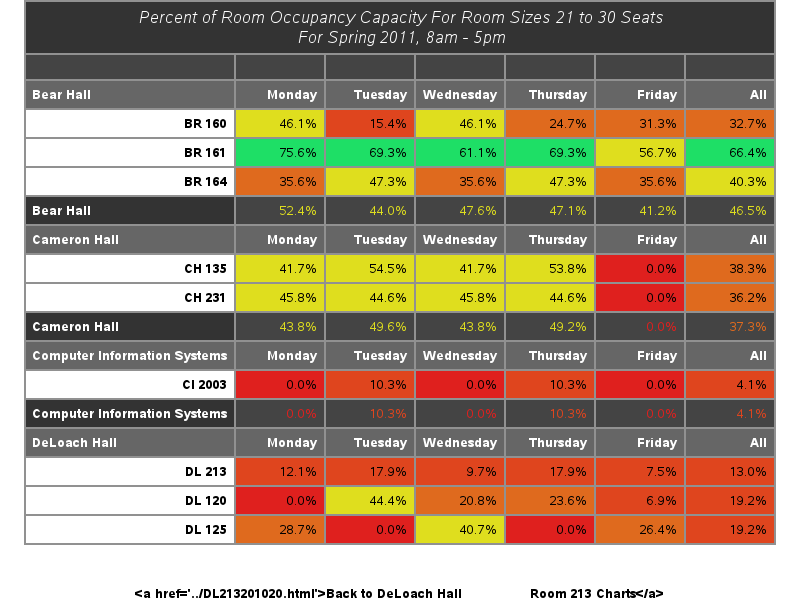 Percent of Room Occupancy Capacity For Room Sizes 21 to 30 Seats
For Spring 2011, 8am - 5pm
Bear Hall Monday Tuesday Wednesday Thursday Friday All
BR 160 46.1% 15.4% 46.1% 24.7% 31.3% 32.7%
BR 161 75.6% 69.3% 61.1% 69.3% 56.7% 66.4%
BR 164 35.6% 47.3% 35.6% 47.3% 35.6% 40.3%
Bear Hall 52.4% 44.0% 47.6% 47.1% 41.2% 46.5%
Cameron Hall Monday Tuesday Wednesday Thursday Friday All
CH 135 41.7% 54.5% 41.7% 53.8% 0.0% 38.3%
CH 231 45.8% 44.6% 45.8% 44.6% 0.0% 36.2%
Cameron Hall 43.8% 49.6% 43.8% 49.2% 0.0% 37.3%
Computer Information Systems Monday Tuesday Wednesday Thursday Friday All
CI 2003 0.0% 10.3% 0.0% 10.3% 0.0% 4.1%
Computer Information Systems 0.0% 10.3% 0.0% 10.3% 0.0% 4.1%
DeLoach Hall Monday Tuesday Wednesday Thursday Friday All
DL 213 12.1% 17.9% 9.7% 17.9% 7.5% 13.0%
DL 120 0.0% 44.4% 20.8% 23.6% 6.9% 19.2%
DL 125 28.7% 0.0% 40.7% 0.0% 26.4% 19.2%
<a href='../DL213201020.html'>Back to DeLoach Hall Room 213 Charts</a>